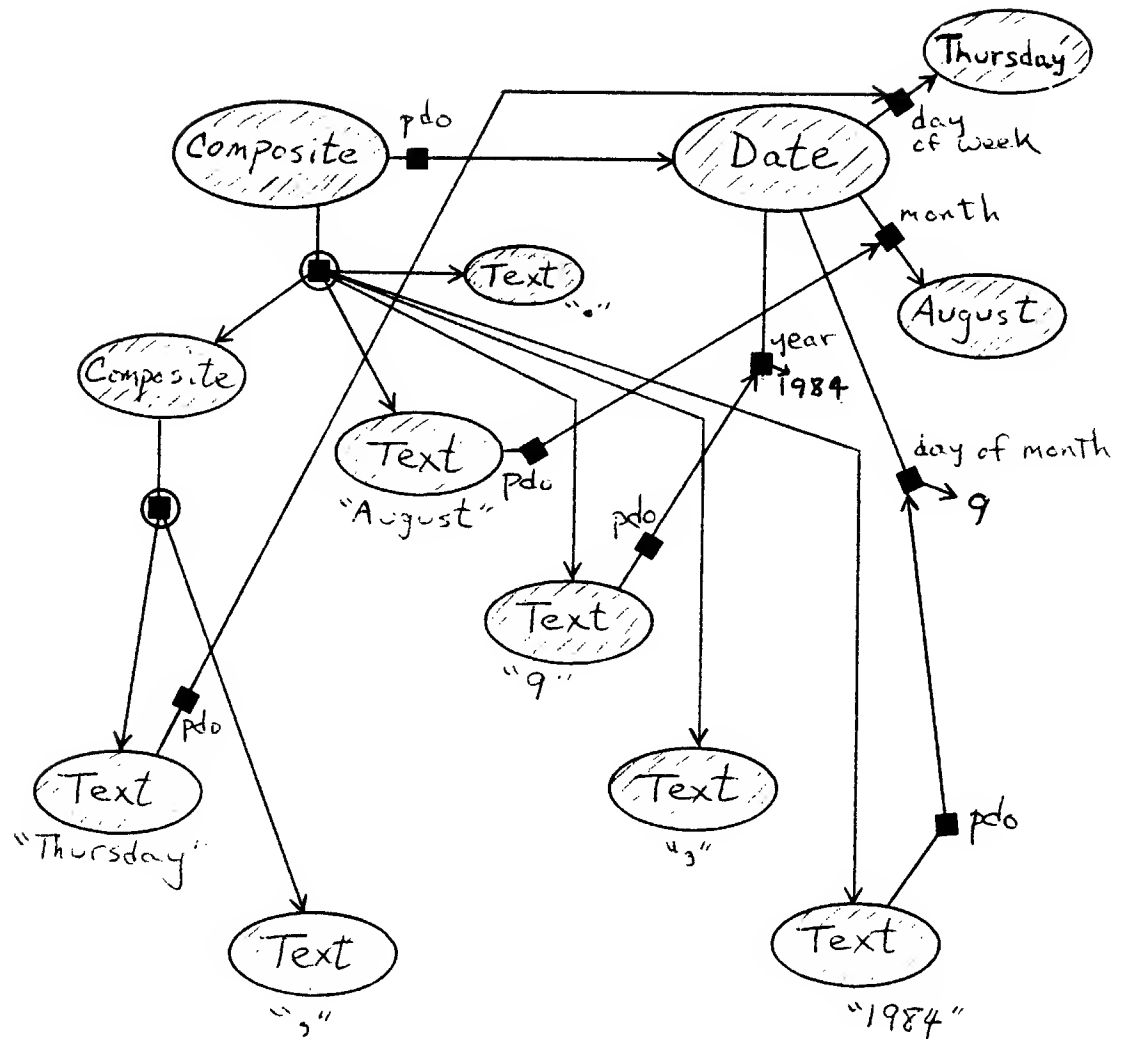 Thursday
pdo
day
of week
Composite
Date
month
Text
"."
August
Composite
year
1984
Text
pdo
"August"
day of month
9
pdo
Text
"9"
pdo
Text
"Thursday"
Text
","
pdo
Text
","
Text
"1984"